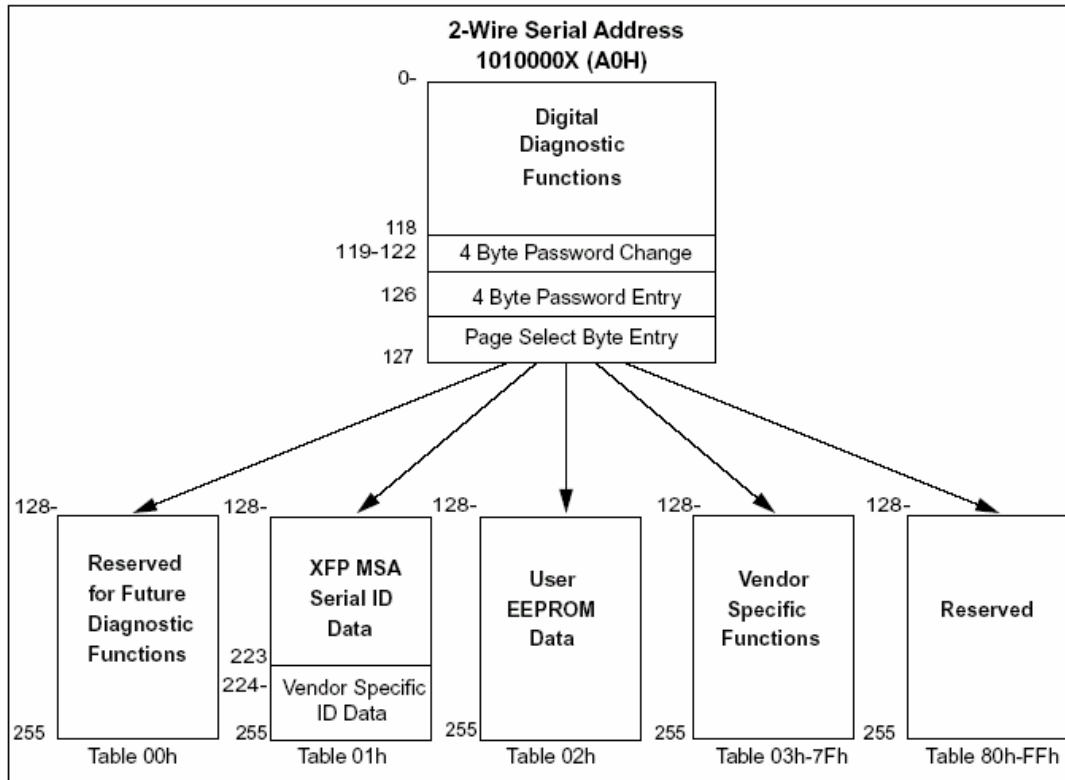 2-Wire Serial Address
1010000X (A0H)
0-
Digital
Diagnostic
Functions
118
119-122
4 Byte Password Change
126
4 Byte Password Entry
Page Select Byte Entry
127
128-
Reserved
for Future
Diagnostic
Functions
255
Table 00h
128-
XFP MSA
Serial ID
Data
223
224-
Vendor Specific
ID Data
255
Table 01h
128-
User
EEPROM
Data
255
Table 02h
128-
Vendor
Specific
Functions
255
Table 03h-7Fh
128-
Reserved
255
Table 80h-FFh